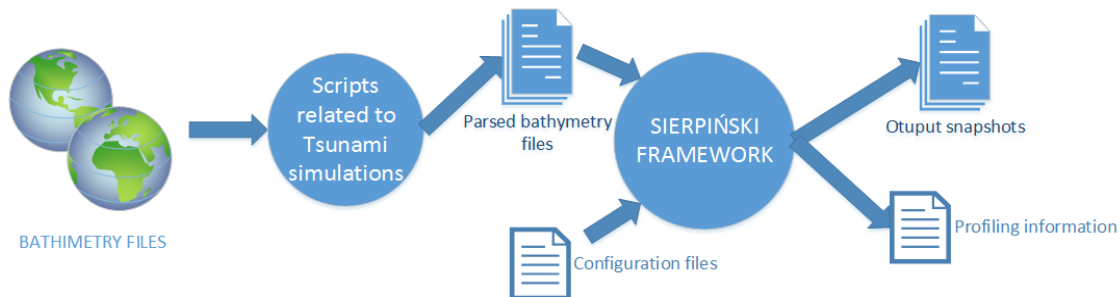 BATHIMETRY FILES
Scripts
related to
Tsunami
simulations
Parsed bathymetry
files
Configuration files
SIERPIŃSKI
FRAMEWORK
Otuput snapshots
Profiling information